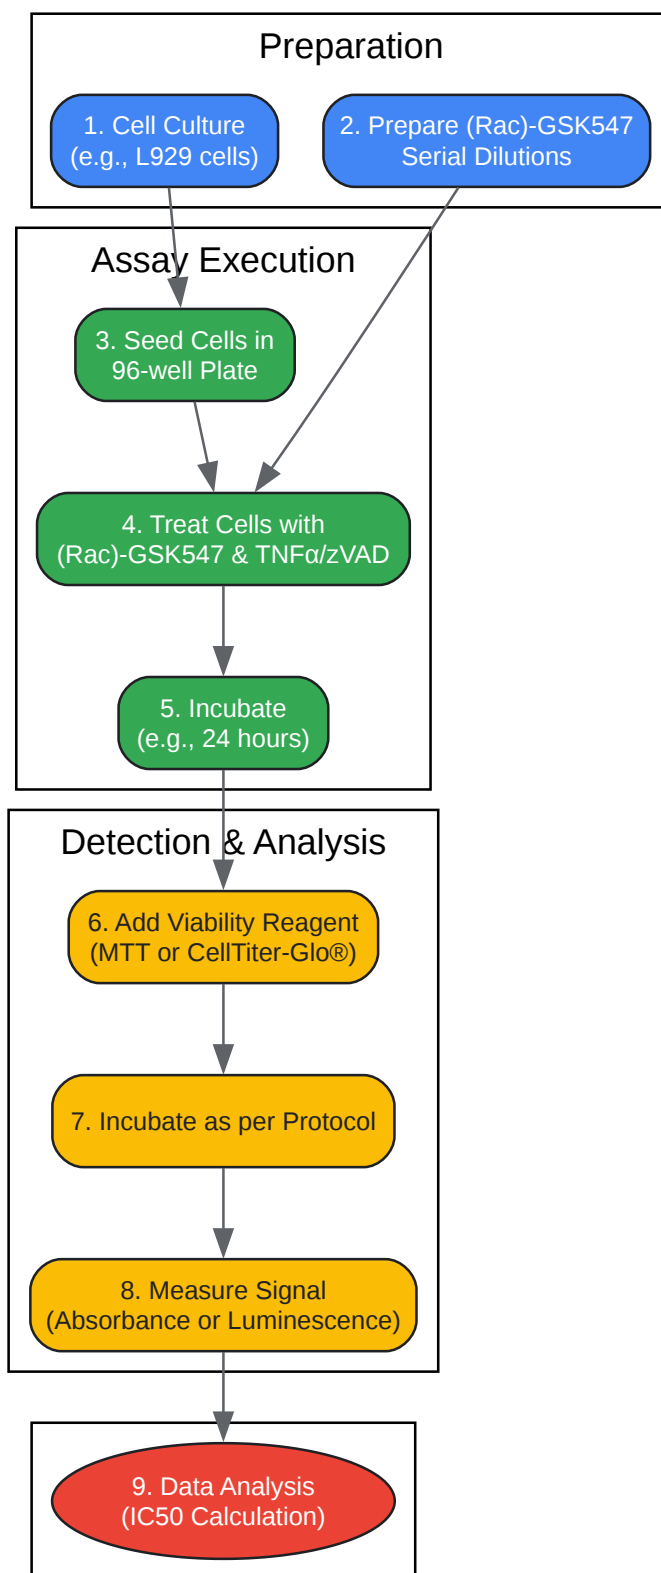 Preparation
1. Cell Culture
(e.g., L929 cells)
2. Prepare (Rac)-GSK547
Serial Dilutions
Assay Execution
3. Seed Cells in
96-well Plate
4. Treat Cells with
(Rac)-GSK547 & TNFα/zVAD
5. Incubate
(e.g., 24 hours)
Detection & Analysis
6. Add Viability Reagent
(MTT or CellTiter-Glo®)
7. Incubate as per Protocol
8. Measure Signal
(Absorbance or Luminescence)
9. Data Analysis
(IC50 Calculation)